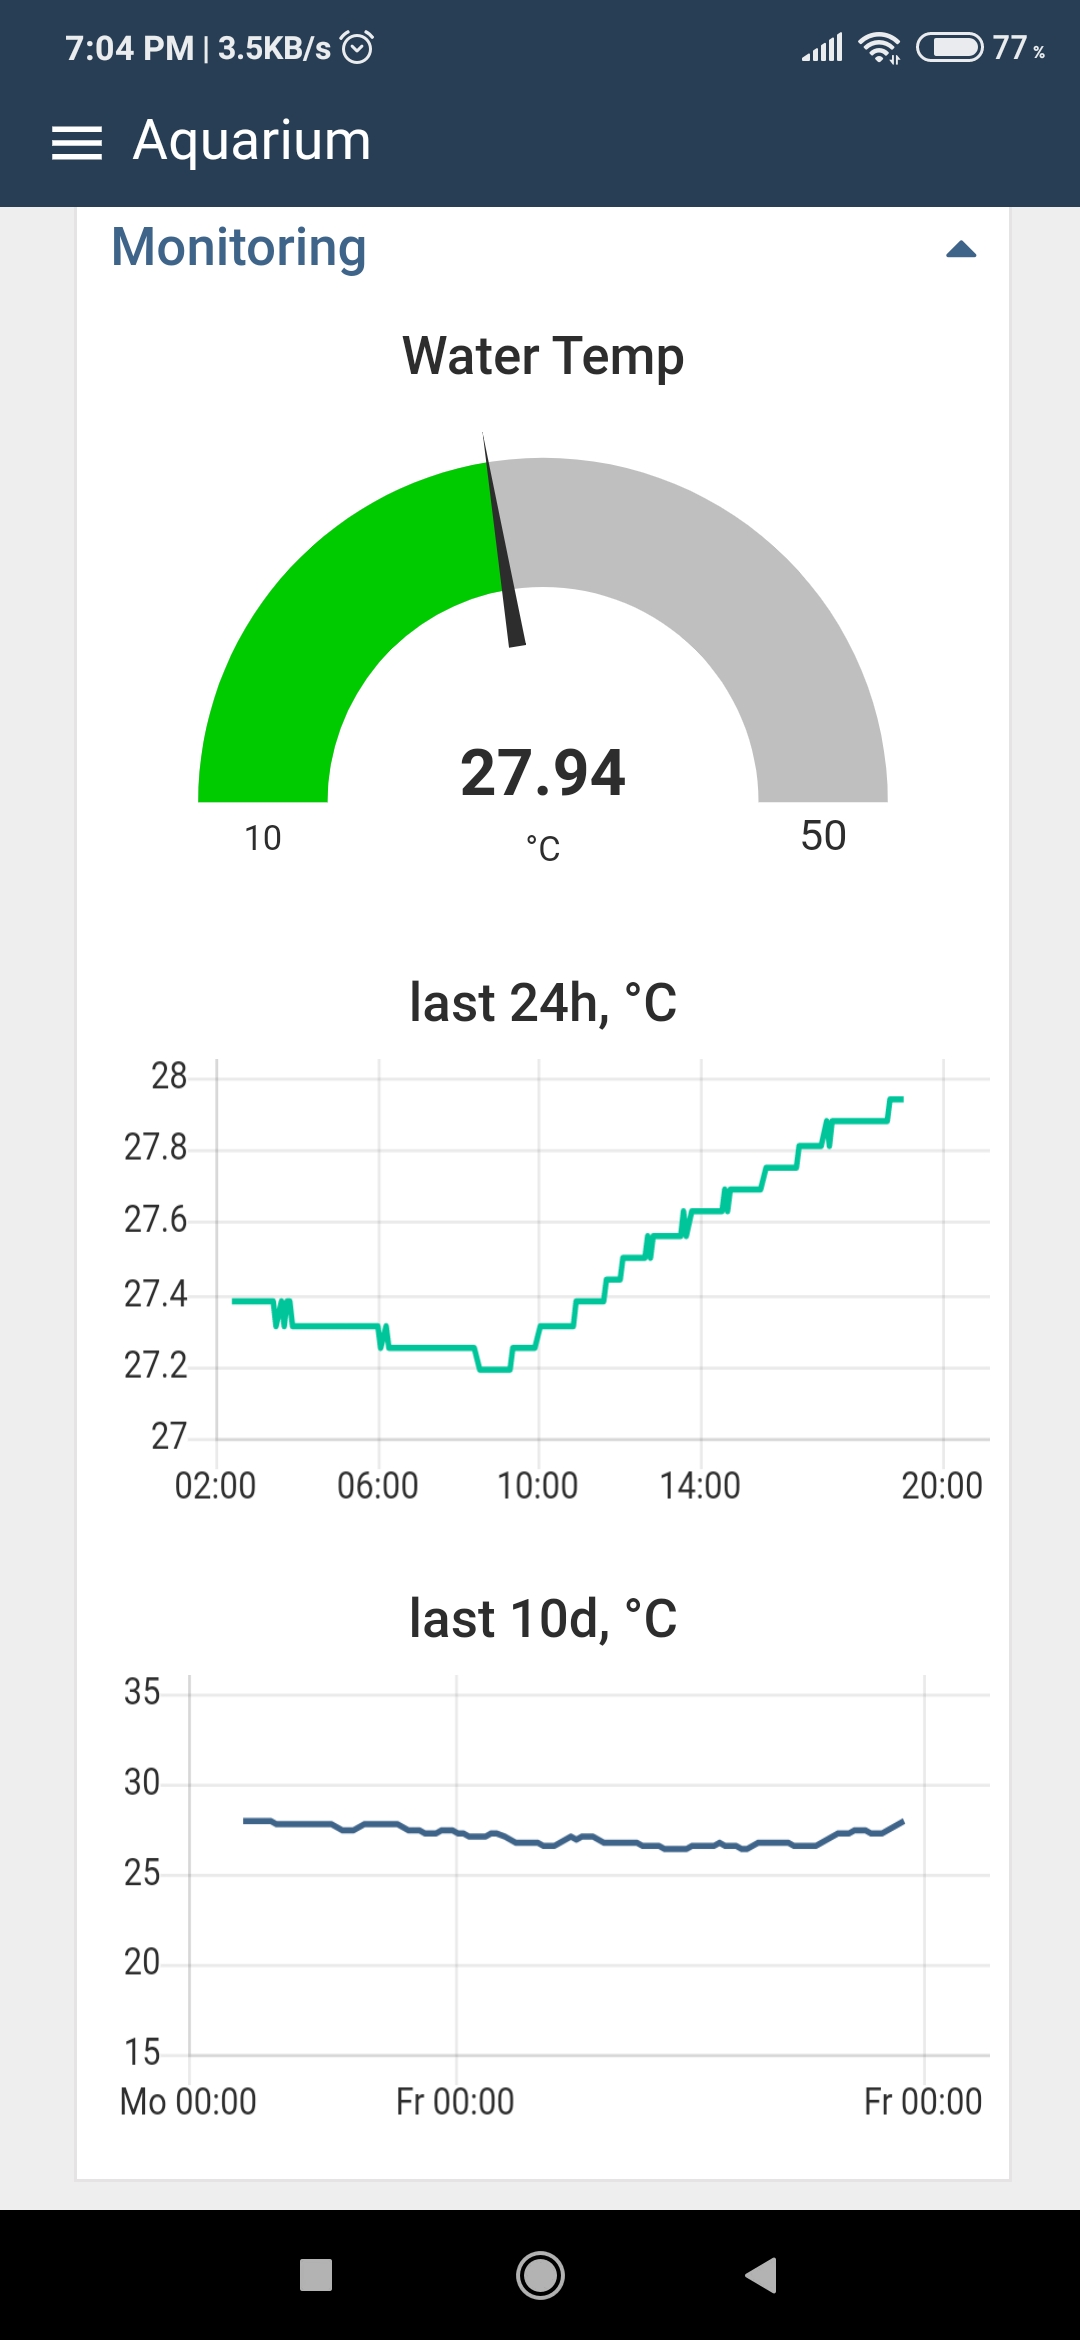 7:04 PM | 3.5KB/s 77 %
Aquarium
Monitoring
Water Temp
27.94
10 °C 50
last 24h, °C
28
27.8
27.6
27.4
27.2
27
02:00 06:00 10:00 14:00 20:00
last 10d, °C
35
30
25
20
15
Mo 00:00 Fr 00:00 Fr 00:00